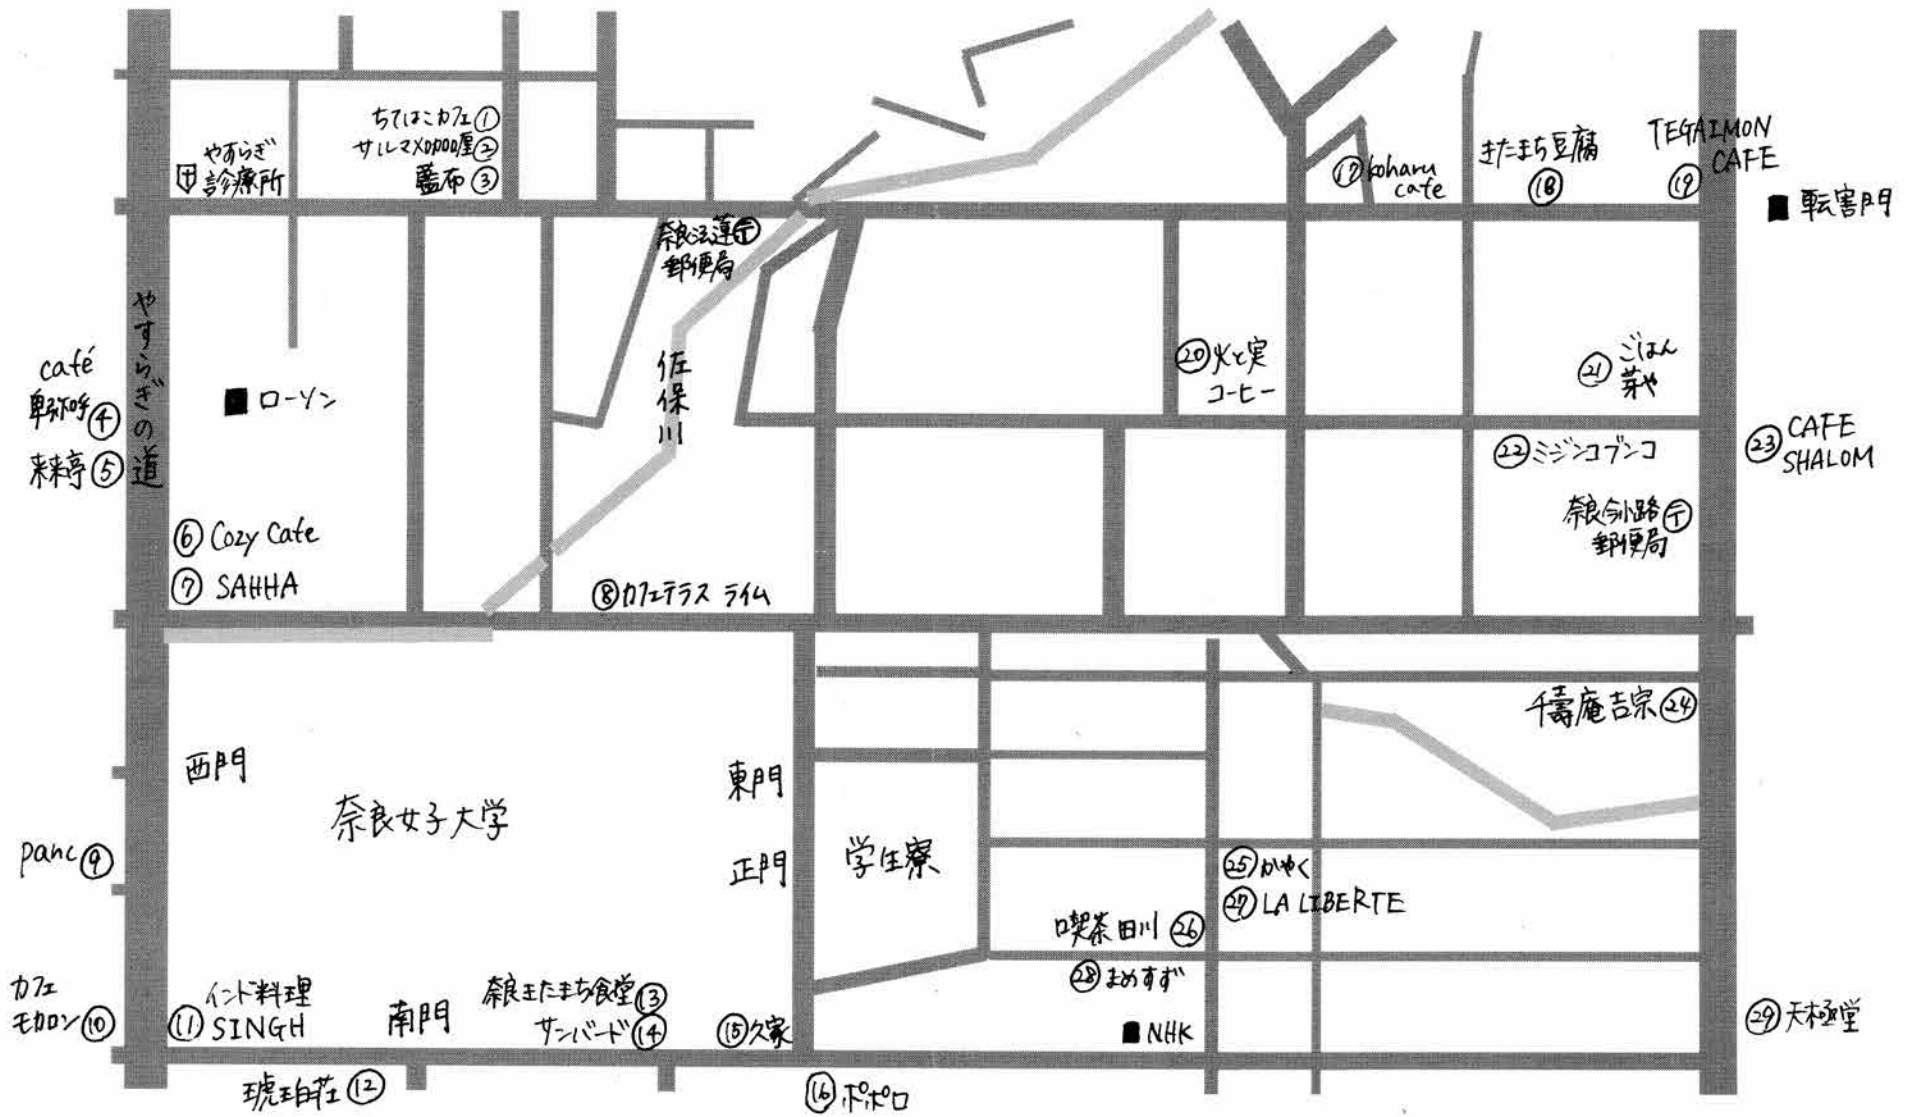 ちてはこカフェ①
②
藍布③
やすらぎ
診療所
奈良法蓮〒
郵便局
⑰koharu
cafe
きたまち豆腐
⑱
TEGAIMON
CAFE
⑲
転害門
やすらぎの道
café
④
未来亭⑤
ローソン
佐保川
⑥Cozy Cafe
⑦SAHHA
⑧カフェテラス ライム
⑳火と実
コーヒー
㉑ごはん
芽や
㉒ミジンコブンコ
㉓CAFE
SHALOM
奈良今小路〒
郵便局
千壽庵吉宗㉔
西門
奈良女子大学
東門
正門
学生寮
panc⑨
カフェ
モカロン⑩
⑪インド料理
SINGH
南門
琥珀荘⑫
奈良きたまち食堂⑬
サンバード⑭
⑮久家
⑯ポポロ
㉕かやく
㉗LA LIBERTE
喫茶田川㉖
㉘まめすず
NHK
㉙天極堂